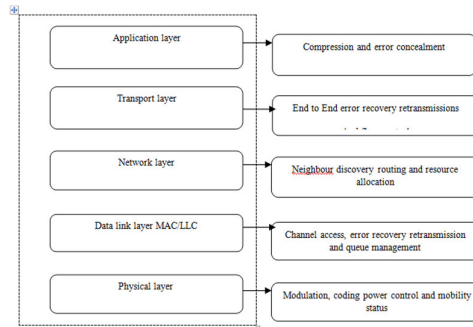 Application layer
Compression and error concealment
Transport layer
End to End error recovery retransmissions
Network layer
Neighbour discovery routing and resource
allocation
Data link layer MAC/LLC
Channel access, error recovery retransmission
and queue management
Physical layer
Modulation, coding power control and mobility
status